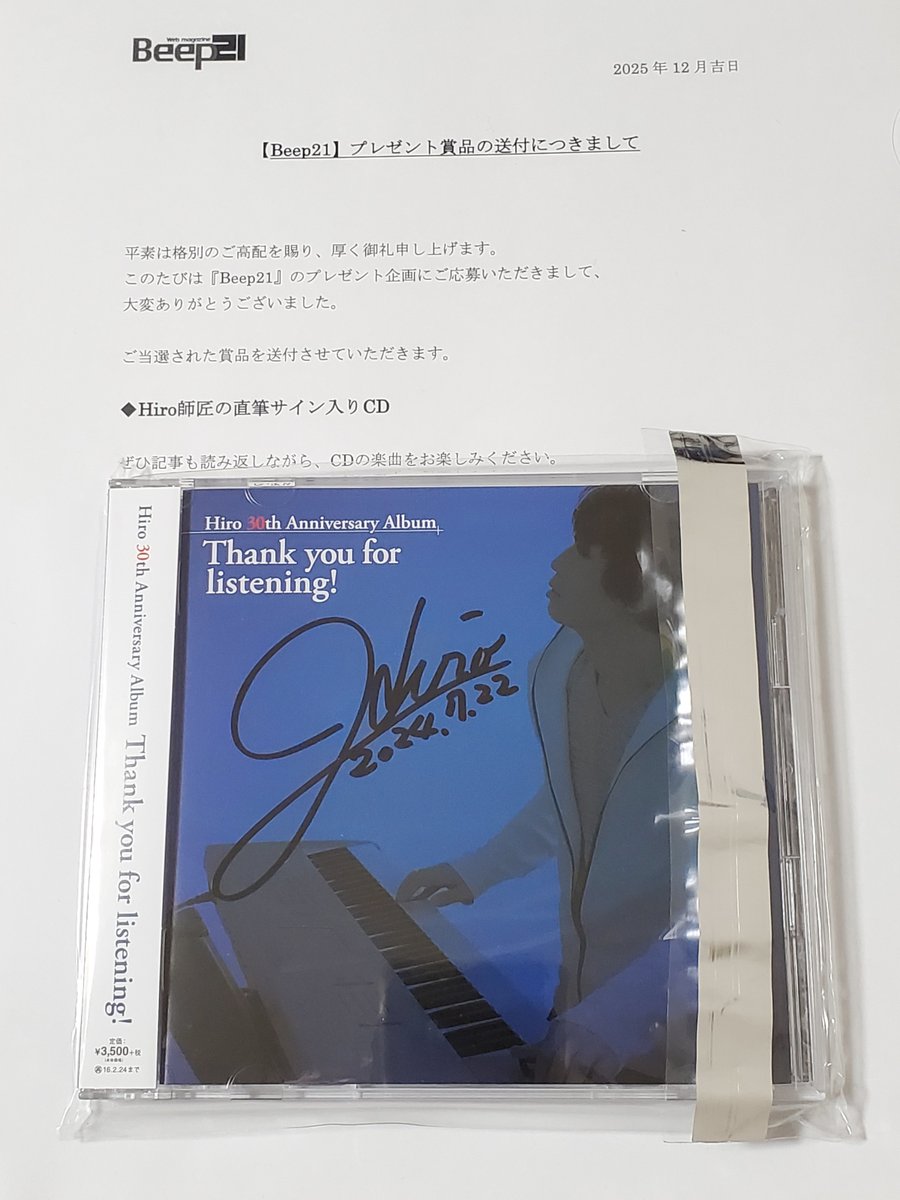 Web magazine
Beep21
2025年12月吉日
【Beep21】プレゼント賞品の送付につきまして
平素は格別のご高配を賜り、厚く御礼申し上げます。
このたびは『Beep21』のプレゼント企画にご応募いただきまして、
大変ありがとうございました。
ご当選された賞品を送付させていただきます。
◆Hiro師匠の直筆サイン入りCD
ぜひ記事も読み返しながら、CDの楽曲をお楽しみください。
Hiro 30th Anniversary Album Thank you for listening!
定価:
¥3,500+税
16.2.24まで
Hiro 30th Anniversary Album
Thank you for
listening!
Hiro
2024.7.22